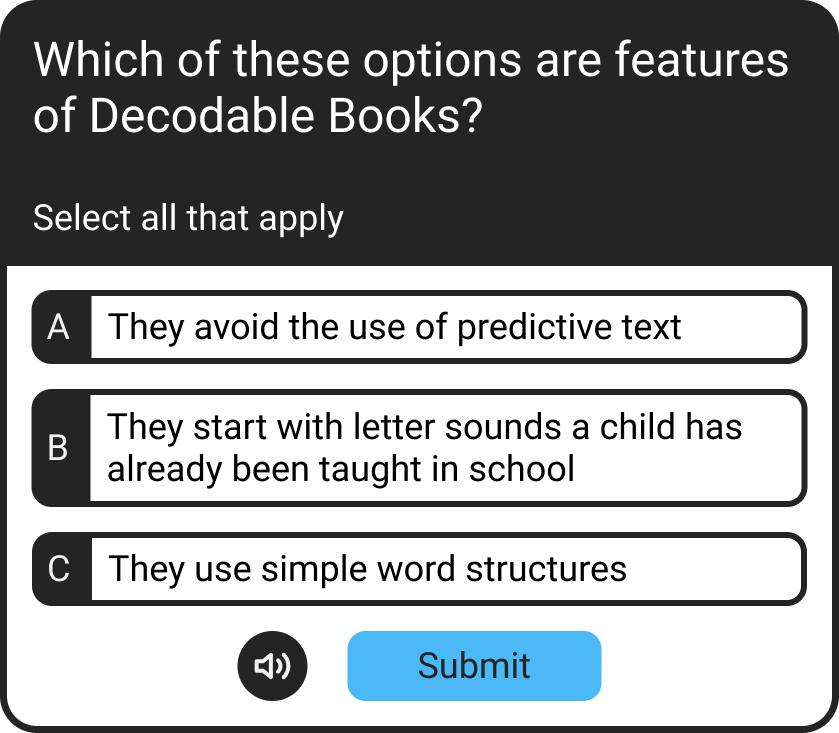 Which of these options are features
of Decodable Books?
Select all that apply
A They avoid the use of predictive text
B They start with letter sounds a child has
already been taught in school
C They use simple word structures
Submit